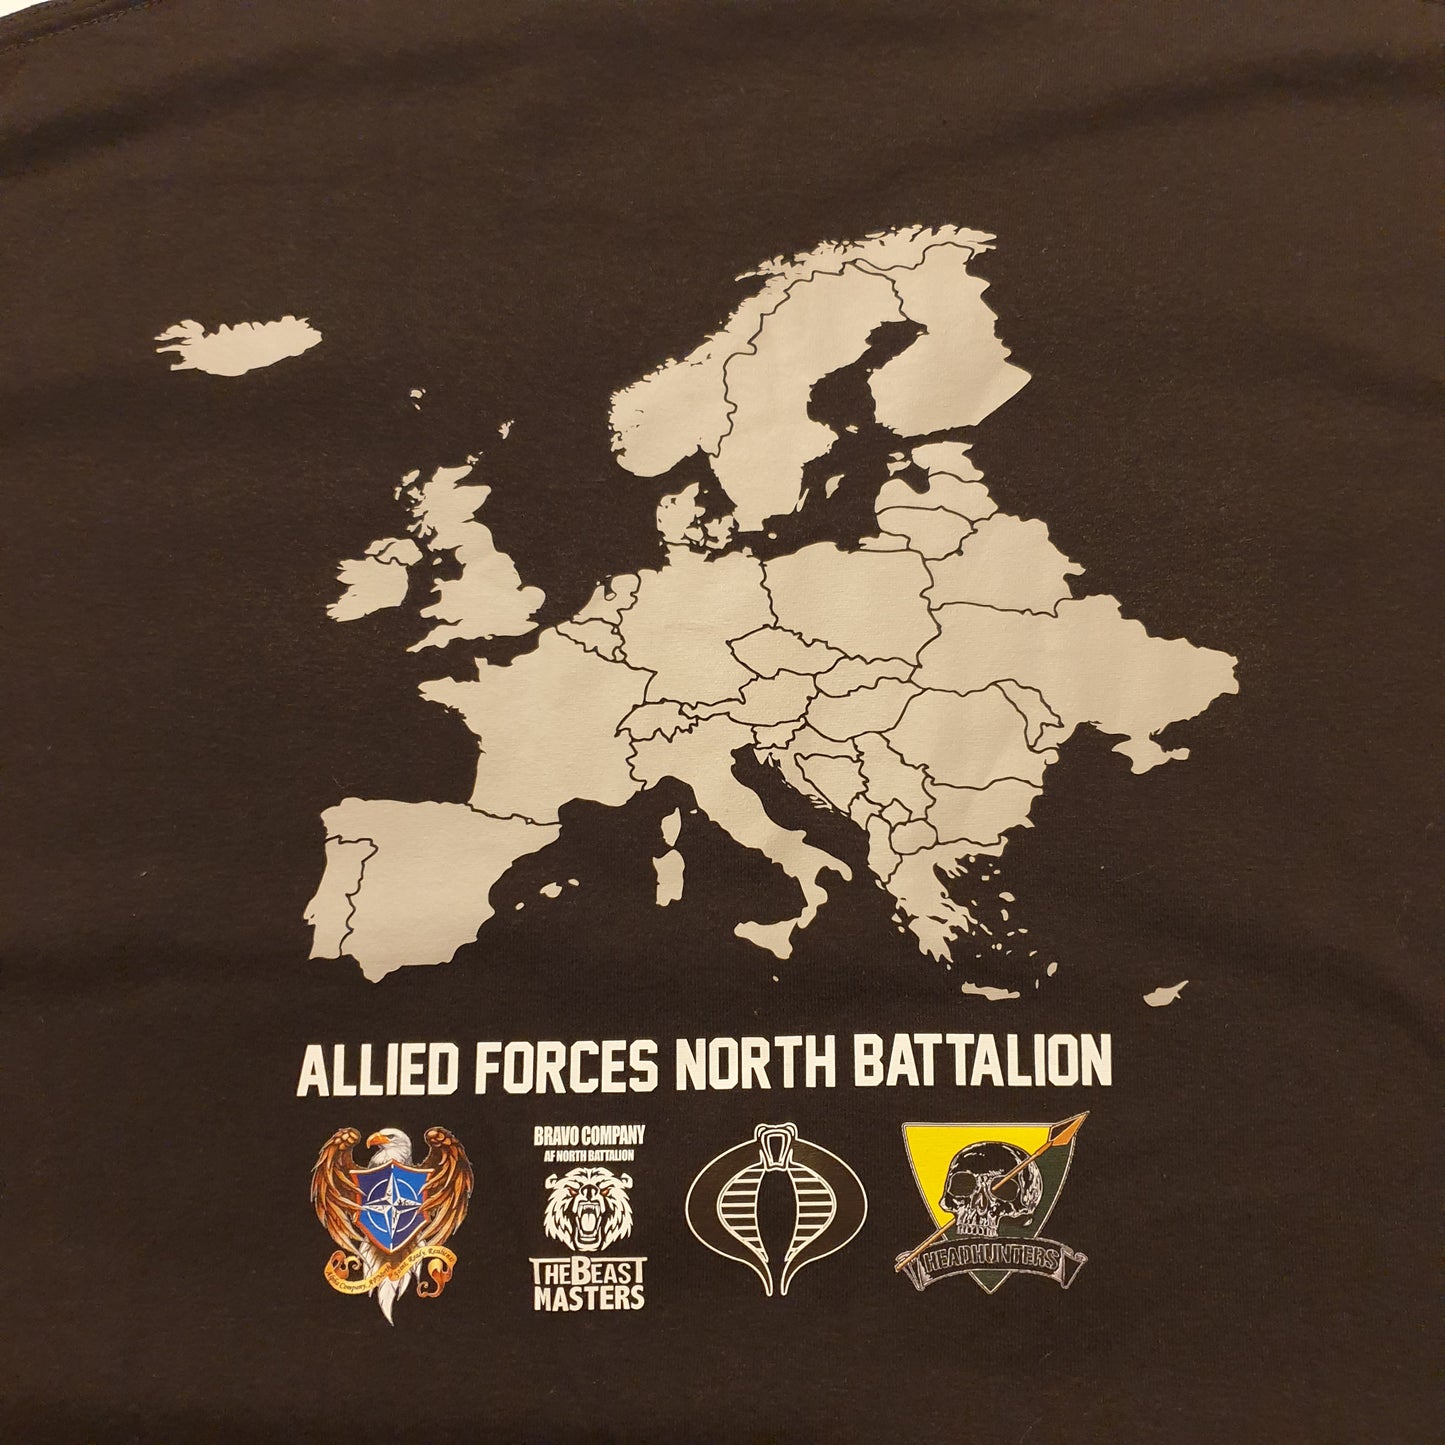 ALLIED FORCES NORTH BATTALION
BRAVO COMPANY
AF NORTH BATTALION
THE BEAST
MASTERS
HEADHUNTERS